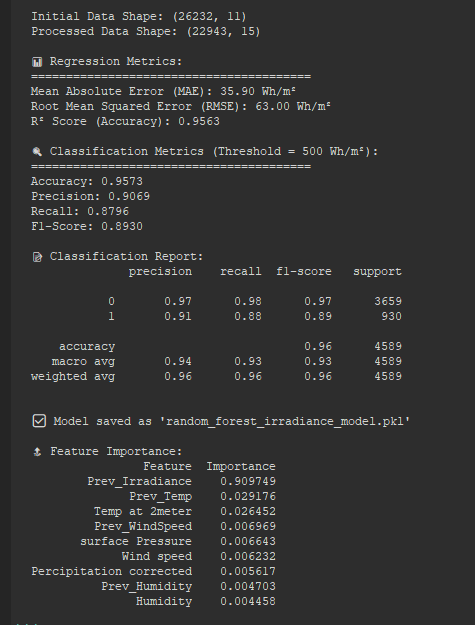 Initial Data Shape: (26232, 11)
Processed Data Shape: (22943, 15)
📊 Regression Metrics:
========================================
Mean Absolute Error (MAE): 35.90 Wh/m²
Root Mean Squared Error (RMSE): 63.00 Wh/m²
R² Score (Accuracy): 0.9563
🔍 Classification Metrics (Threshold = 500 Wh/m²):
========================================
Accuracy: 0.9573
Precision: 0.9069
Recall: 0.8796
F1-Score: 0.8930
📝 Classification Report:
precision recall f1-score support
0 0.97 0.98 0.97 3659
1 0.91 0.88 0.89 930
accuracy 0.96 4589
macro avg 0.94 0.93 0.93 4589
weighted avg 0.96 0.96 0.96 4589
✅ Model saved as 'random_forest_irradiance_model.pkl'
Feature Importance:
Feature Importance
Prev_Irradiance 0.909749
Prev_Temp 0.029176
Temp at 2meter 0.026452
Prev_WindSpeed 0.006969
surface Pressure 0.006643
Wind speed 0.006232
Percipitation corrected 0.005617
Prev_Humidity 0.004703
Humidity 0.004458